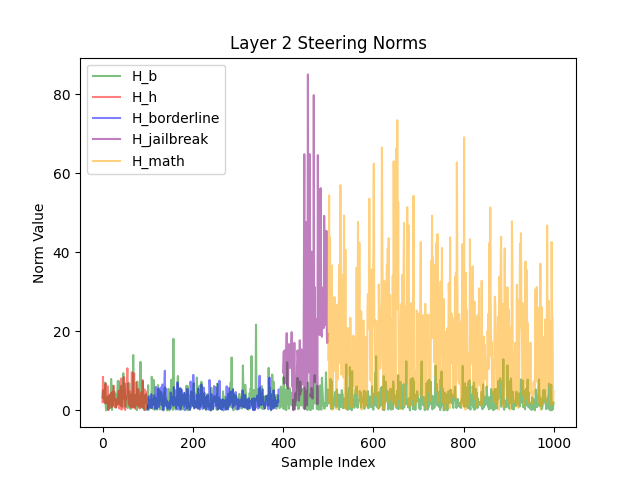 Layer 2 Steering Norms
H_b
H_h
H_borderline
H_jailbreak
H_math
Norm Value
80
60
40
20
0
0 200 400 600 800 1000
Sample Index